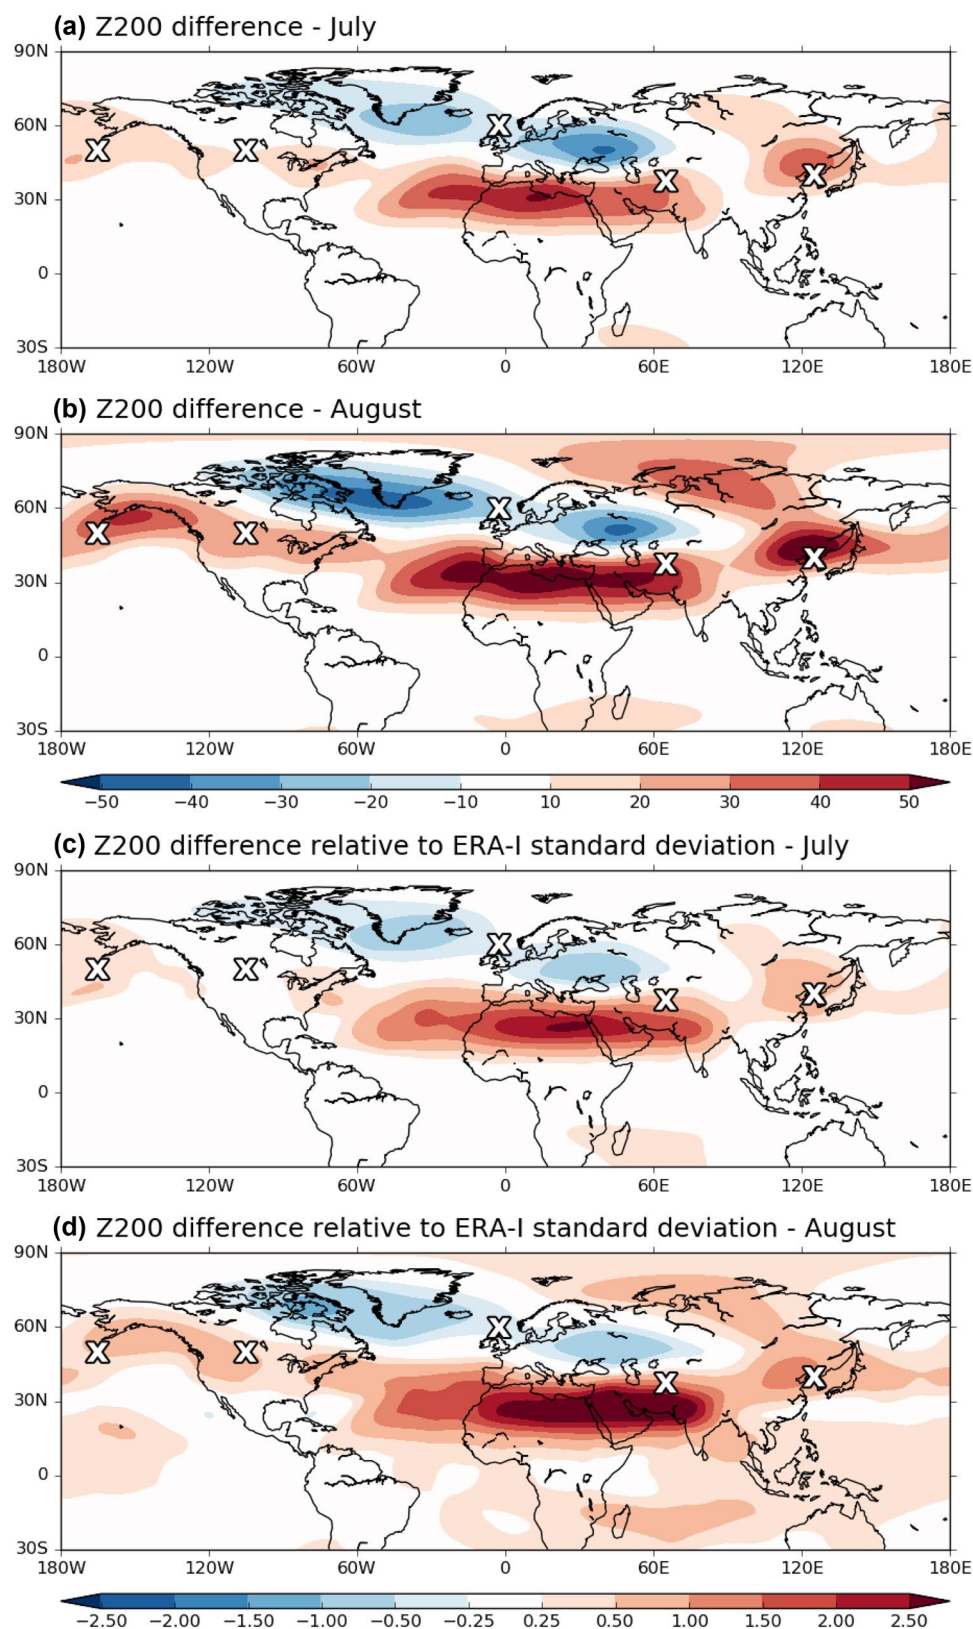 (a) Z200 difference - July
90N
60N
30N
0
30S
180W 120W 60W 0 60E 120E 180E
X X X X X
(b) Z200 difference - August
90N
60N
30N
0
30S
180W 120W 60W 0 60E 120E 180E
X X X X X
−50 −40 −30 −20 −10 10 20 30 40 50
(c) Z200 difference relative to ERA-I standard deviation - July
90N
60N
30N
0
30S
180W 120W 60W 0 60E 120E 180E
X X X X X
(d) Z200 difference relative to ERA-I standard deviation - August
90N
60N
30N
0
30S
180W 120W 60W 0 60E 120E 180E
X X X X X
−2.50 −2.00 −1.50 −1.00 −0.50 −0.25 0.25 0.50 1.00 1.50 2.00 2.50